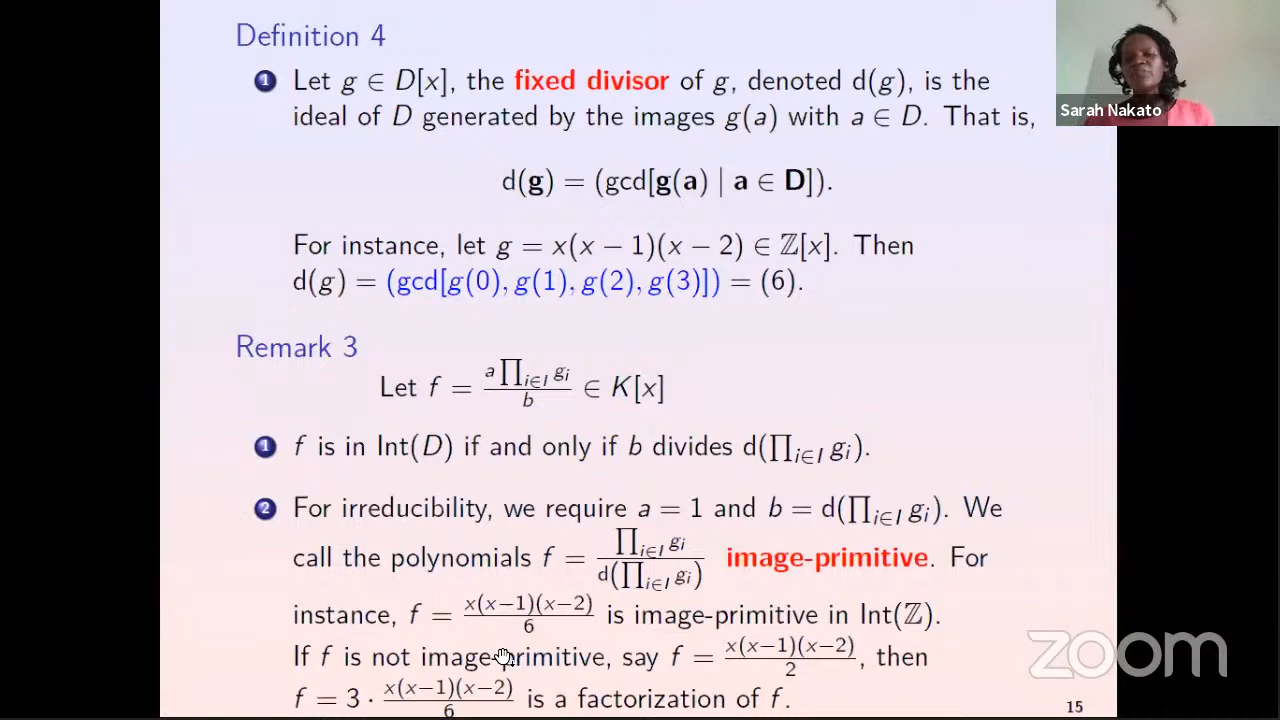 Definition 4
1 Let g ∈ D[x], the fixed divisor of g, denoted d(g), is the
ideal of D generated by the images g(a) with a ∈ D. That is,
d(g) = (gcd[g(a) | a ∈ D]).
For instance, let g = x(x − 1)(x − 2) ∈ ℤ[x]. Then
d(g) = (gcd[g(0), g(1), g(2), g(3)]) = (6).
Remark 3
Let f = a ∏_{i∈I} g_i / b ∈ K[x]
1 f is in Int(D) if and only if b divides d(∏_{i∈I} g_i).
2 For irreducibility, we require a = 1 and b = d(∏_{i∈I} g_i). We
call the polynomials f = ∏_{i∈I} g_i / d(∏_{i∈I} g_i) image-primitive. For
instance, f = x(x−1)(x−2) / 6 is image-primitive in Int(ℤ).
If f is not image-primitive, say f = x(x−1)(x−2) / 2, then
f = 3 · x(x−1)(x−2) / 6 is a factorization of f.
15
Sarah Nakato
zoom